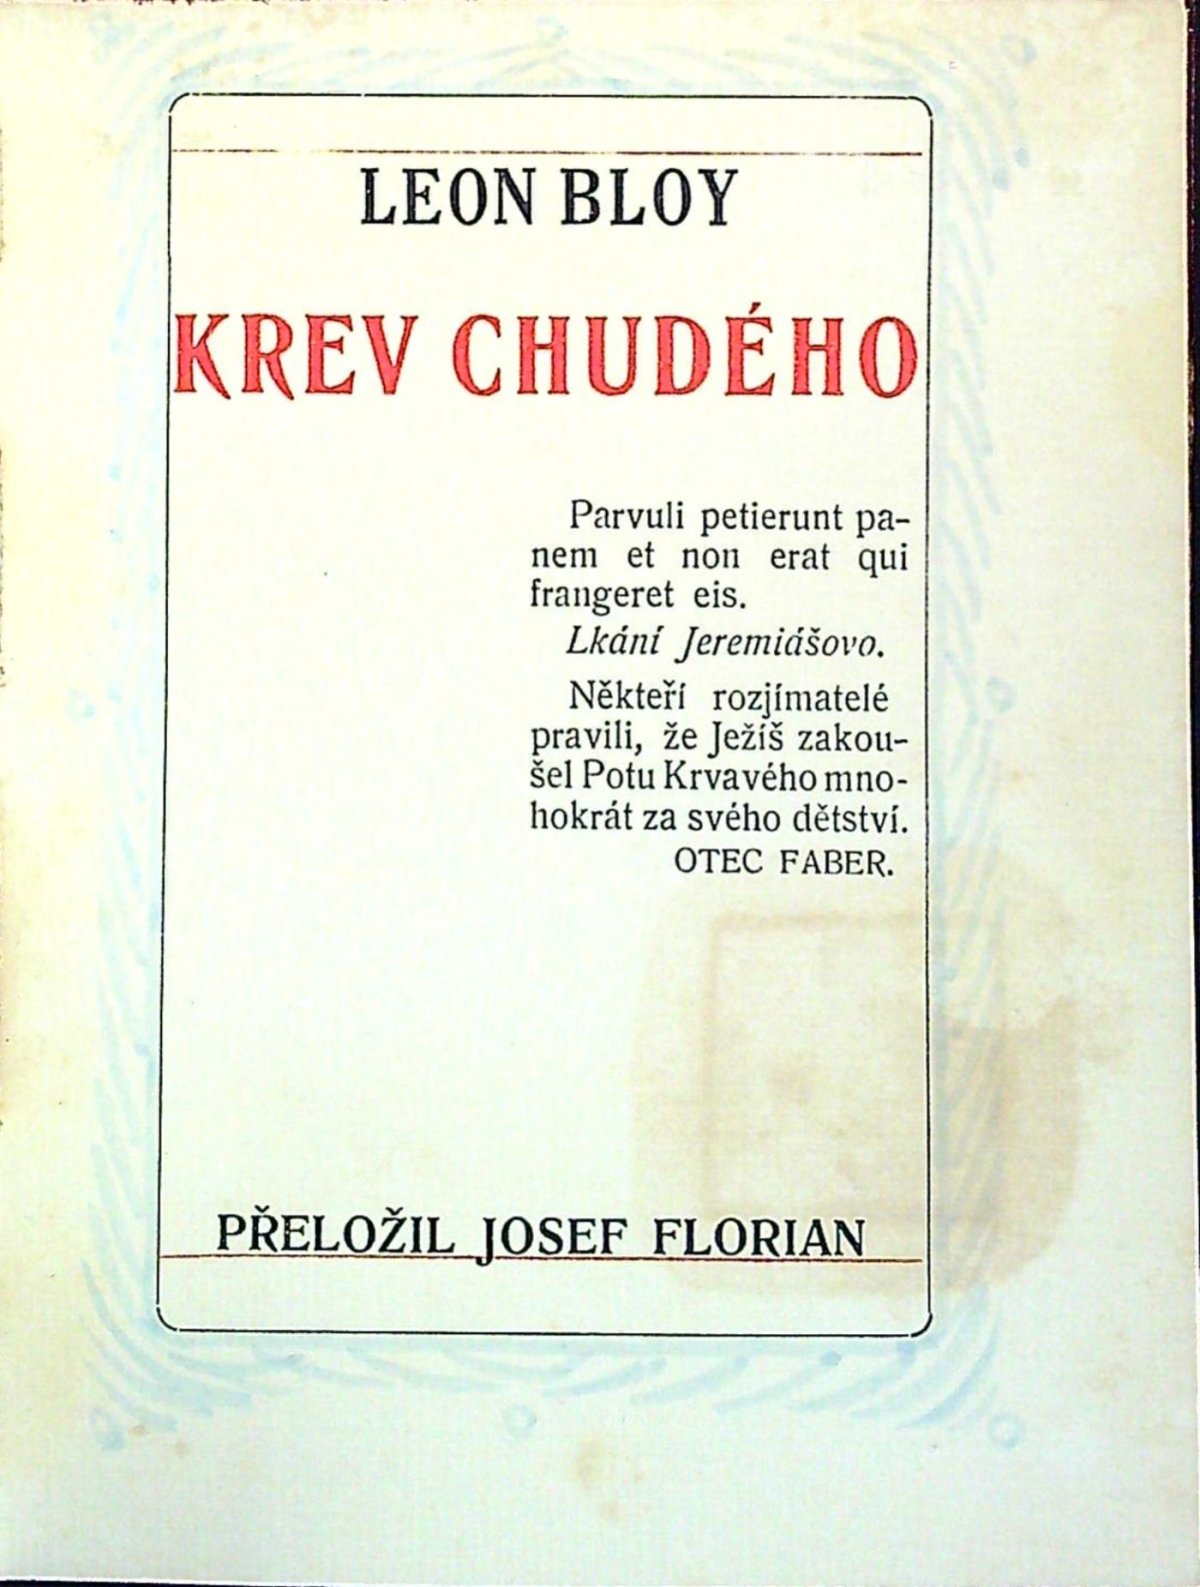 LEON BLOY
KREV CHUDÉHO
Parvuli petierunt pa-
nem et non erat qui
frangeret eis.
Lkání Jeremiášovo.
Někteří rozjímatelé
pravili, že Ježíš zakou-
šel Potu Krvavého mno-
hokrát za svého dětství.
OTEC FABER.
PŘELOŽIL JOSEF FLORIAN